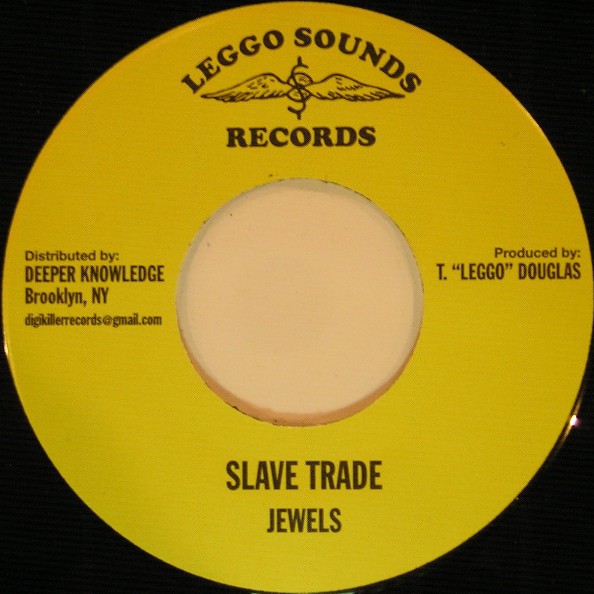 LEGGO SOUNDS
RECORDS
Distributed by:
DEEPER KNOWLEDGE
Brooklyn, NY
digikillerrecords@gmail.com
Produced by:
T. “LEGGO” DOUGLAS
SLAVE TRADE
JEWELS